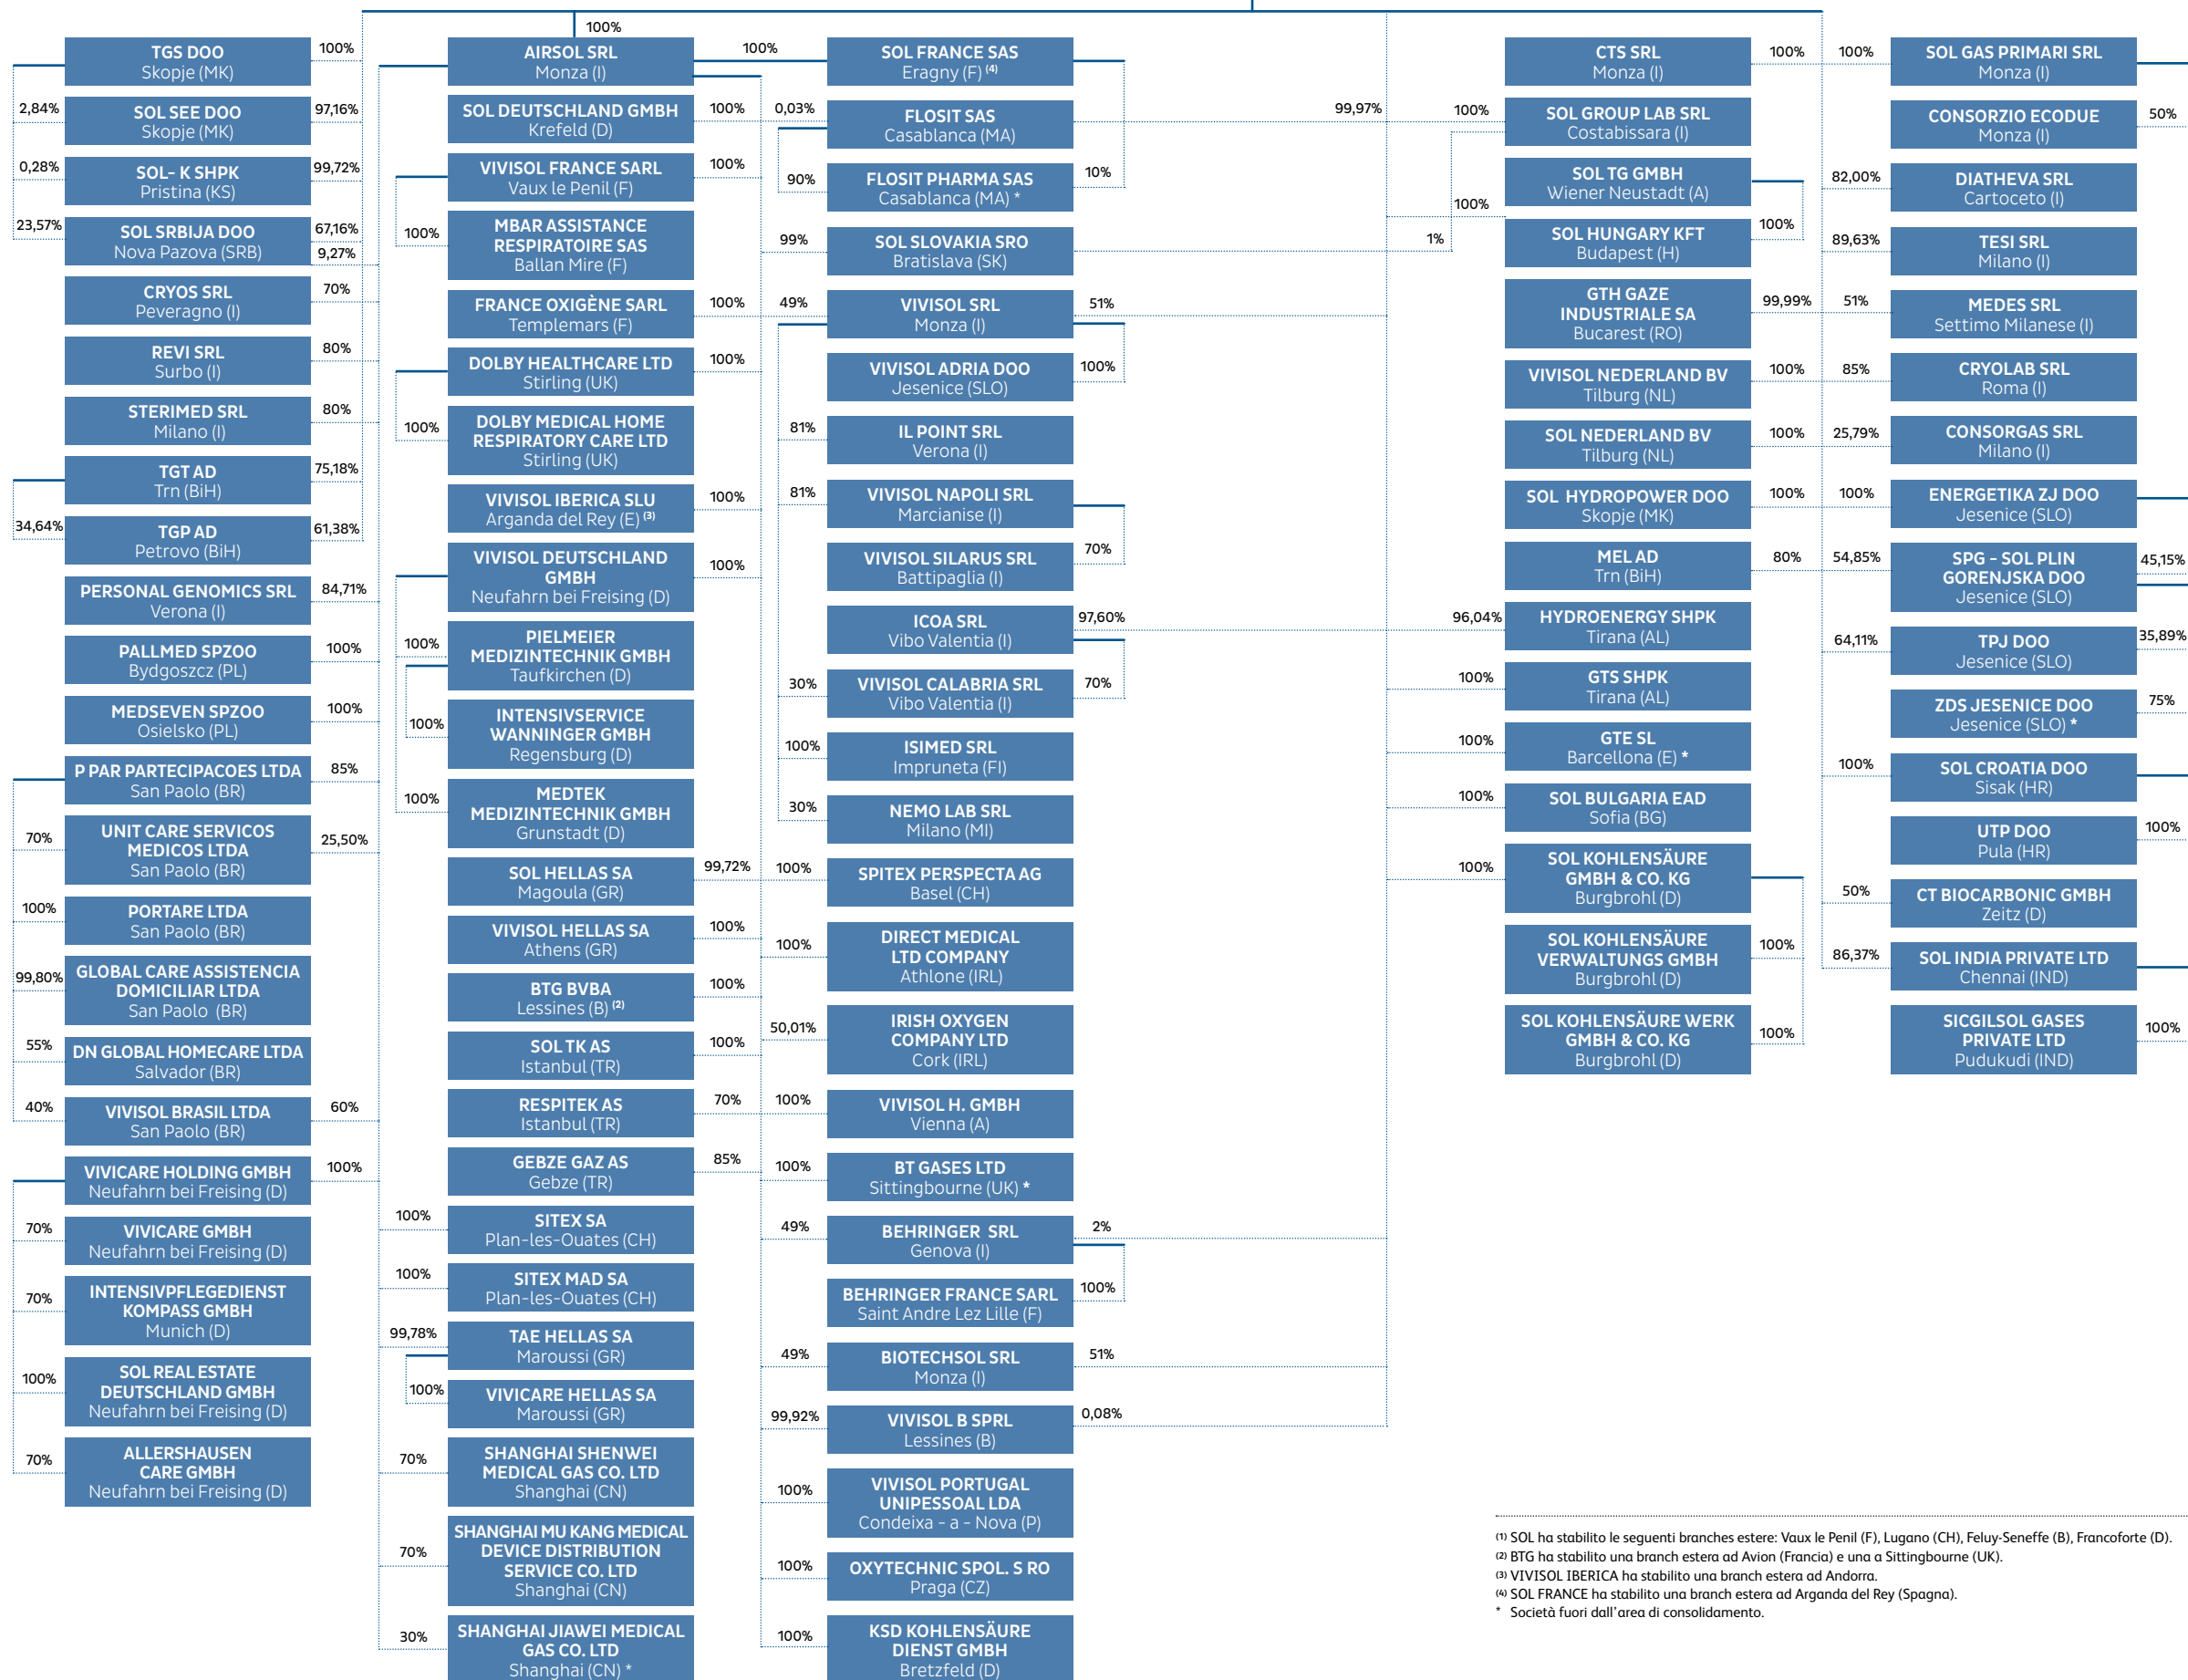 100%
TGS DOO
Skopje (MK)
100%
2,84%
SOL SEE DOO
Skopje (MK)
97,16%
0,28%
SOL- K SHPK
Pristina (KS)
99,72%
23,57%
SOL SRBIJA DOO
Nova Pazova (SRB)
67,16%
9,27%
CRYOS SRL
Peveragno (I)
70%
REVI SRL
Surbo (I)
80%
STERIMED SRL
Milano (I)
80%
TGT AD
Trn (BiH)
75,18%
34,64%
TGP AD
Petrovo (BiH)
61,38%
PERSONAL GENOMICS SRL
Verona (I)
84,71%
PALLMED SPZOO
Bydgoszcz (PL)
100%
MEDSEVEN SPZOO
Osielsko (PL)
100%
P PAR PARTECIPACOES LTDA
San Paolo (BR)
85%
70%
UNIT CARE SERVICOS
MEDICOS LTDA
San Paolo (BR)
25,50%
100%
PORTARE LTDA
San Paolo (BR)
99,80%
GLOBAL CARE ASSISTENCIA
DOMICILIAR LTDA
San Paolo (BR)
55%
DN GLOBAL HOMECARE LTDA
Salvador (BR)
40%
VIVISOL BRASIL LTDA
San Paolo (BR)
60%
VIVICARE HOLDING GMBH
Neufahrn bei Freising (D)
100%
70%
VIVICARE GMBH
Neufahrn bei Freising (D)
70%
INTENSIVPFLEGEDIENST
KOMPASS GMBH
Munich (D)
100%
SOL REAL ESTATE
DEUTSCHLAND GMBH
Neufahrn bei Freising (D)
70%
ALLERSHAUSEN
CARE GMBH
Neufahrn bei Freising (D)
AIRSOL SRL
Monza (I)
100%
SOL DEUTSCHLAND GMBH
Krefeld (D)
100%
VIVISOL FRANCE SARL
Vaux le Penil (F)
100%
100%
MBAR ASSISTANCE
RESPIRATOIRE SAS
Ballan Mire (F)
FRANCE OXIGÈNE SARL
Templemars (F)
100%
DOLBY HEALTHCARE LTD
Stirling (UK)
100%
100%
DOLBY MEDICAL HOME
RESPIRATORY CARE LTD
Stirling (UK)
VIVISOL IBERICA SLU
Arganda del Rey (E) (3)
100%
VIVISOL DEUTSCHLAND
GMBH
Neufahrn bei Freising (D)
100%
100%
PIELMEIER
MEDIZINTECHNIK GMBH
Taufkirchen (D)
100%
INTENSIVSERVICE
WANNINGER GMBH
Regensburg (D)
100%
MEDTEK
MEDIZINTECHNIK GMBH
Grunstadt (D)
SOL HELLAS SA
Magoula (GR)
99,72%
VIVISOL HELLAS SA
Athens (GR)
100%
BTG BVBA
Lessines (B) (2)
100%
SOL TK AS
Istanbul (TR)
100%
RESPITEK AS
Istanbul (TR)
70%
GEBZE GAZ AS
Gebze (TR)
85%
100%
SITEX SA
Plan-les-Ouates (CH)
100%
SITEX MAD SA
Plan-les-Ouates (CH)
99,78%
TAE HELLAS SA
Maroussi (GR)
100%
VIVICARE HELLAS SA
Maroussi (GR)
70%
SHANGHAI SHENWEI
MEDICAL GAS CO. LTD
Shanghai (CN)
70%
SHANGHAI MU KANG MEDICAL
DEVICE DISTRIBUTION
SERVICE CO. LTD
Shanghai (CN)
30%
SHANGHAI JIAWEI MEDICAL
GAS CO. LTD
Shanghai (CN) *
SOL FRANCE SAS
Eragny (F) (4)
0,03%
FLOSIT SAS
Casablanca (MA)
99,97%
90%
FLOSIT PHARMA SAS
Casablanca (MA) *
10%
99%
SOL SLOVAKIA SRO
Bratislava (SK)
1%
49%
VIVISOL SRL
Monza (I)
51%
VIVISOL ADRIA DOO
Jesenice (SLO)
100%
81%
IL POINT SRL
Verona (I)
81%
VIVISOL NAPOLI SRL
Marcianise (I)
VIVISOL SILARUS SRL
Battipaglia (I)
70%
ICOA SRL
Vibo Valentia (I)
97,60%
30%
VIVISOL CALABRIA SRL
Vibo Valentia (I)
70%
100%
ISIMED SRL
Impruneta (FI)
30%
NEMO LAB SRL
Milano (MI)
100%
SPITEX PERSPECTA AG
Basel (CH)
100%
DIRECT MEDICAL
LTD COMPANY
Athlone (IRL)
50,01%
IRISH OXYGEN
COMPANY LTD
Cork (IRL)
100%
VIVISOL H. GMBH
Vienna (A)
100%
BT GASES LTD
Sittingbourne (UK) *
49%
BEHRINGER SRL
Genova (I)
2%
BEHRINGER FRANCE SARL
Saint Andre Lez Lille (F)
100%
49%
BIOTECHSOL SRL
Monza (I)
51%
99,92%
VIVISOL B SPRL
Lessines (B)
0,08%
100%
VIVISOL PORTUGAL
UNIPESSOAL LDA
Condeixa - a - Nova (P)
100%
OXYTECHNIC SPOL. S RO
Praga (CZ)
100%
KSD KOHLENSÄURE
DIENST GMBH
Bretzfeld (D)
CTS SRL
Monza (I)
100%
100%
SOL GROUP LAB SRL
Costabissara (I)
100%
SOL TG GMBH
Wiener Neustadt (A)
SOL HUNGARY KFT
Budapest (H)
100%
GTH GAZE
INDUSTRIALE SA
Bucarest (RO)
99,99%
VIVISOL NEDERLAND BV
Tilburg (NL)
100%
SOL NEDERLAND BV
Tilburg (NL)
100%
SOL HYDROPOWER DOO
Skopje (MK)
100%
MEL AD
Trn (BiH)
80%
96,04%
HYDROENERGY SHPK
Tirana (AL)
100%
GTS SHPK
Tirana (AL)
100%
GTE SL
Barcellona (E) *
100%
SOL BULGARIA EAD
Sofia (BG)
100%
SOL KOHLENSÄURE
GMBH & CO. KG
Burgbrohl (D)
SOL KOHLENSÄURE
VERWALTUNGS GMBH
Burgbrohl (D)
100%
SOL KOHLENSÄURE WERK
GMBH & CO. KG
Burgbrohl (D)
100%
100%
SOL GAS PRIMARI SRL
Monza (I)
CONSORZIO ECODUE
Monza (I)
50%
82,00%
DIATHEVA SRL
Cartoceto (I)
89,63%
TESI SRL
Milano (I)
51%
MEDES SRL
Settimo Milanese (I)
85%
CRYOLAB SRL
Roma (I)
25,79%
CONSORGAS SRL
Milano (I)
100%
ENERGETIKA ZJ DOO
Jesenice (SLO)
54,85%
SPG - SOL PLIN
GORENJSKA DOO
Jesenice (SLO)
45,15%
64,11%
TPJ DOO
Jesenice (SLO)
35,89%
ZDS JESENICE DOO
Jesenice (SLO) *
75%
100%
SOL CROATIA DOO
Sisak (HR)
UTP DOO
Pula (HR)
100%
50%
CT BIOCARBONIC GMBH
Zeitz (D)
86,37%
SOL INDIA PRIVATE LTD
Chennai (IND)
SICGILSOL GASES
PRIVATE LTD
Pudukudi (IND)
100%
(1) SOL ha stabilito le seguenti branches estere: Vaux le Penil (F), Lugano (CH), Feluy-Seneffe (B), Francoforte (D).
(2) BTG ha stabilito una branch estera ad Avion (Francia) e una a Sittingbourne (UK).
(3) VIVISOL IBERICA ha stabilito una branch estera ad Andorra.
(4) SOL FRANCE ha stabilito una branch estera ad Arganda del Rey (Spagna).
* Società fuori dall'area di consolidamento.